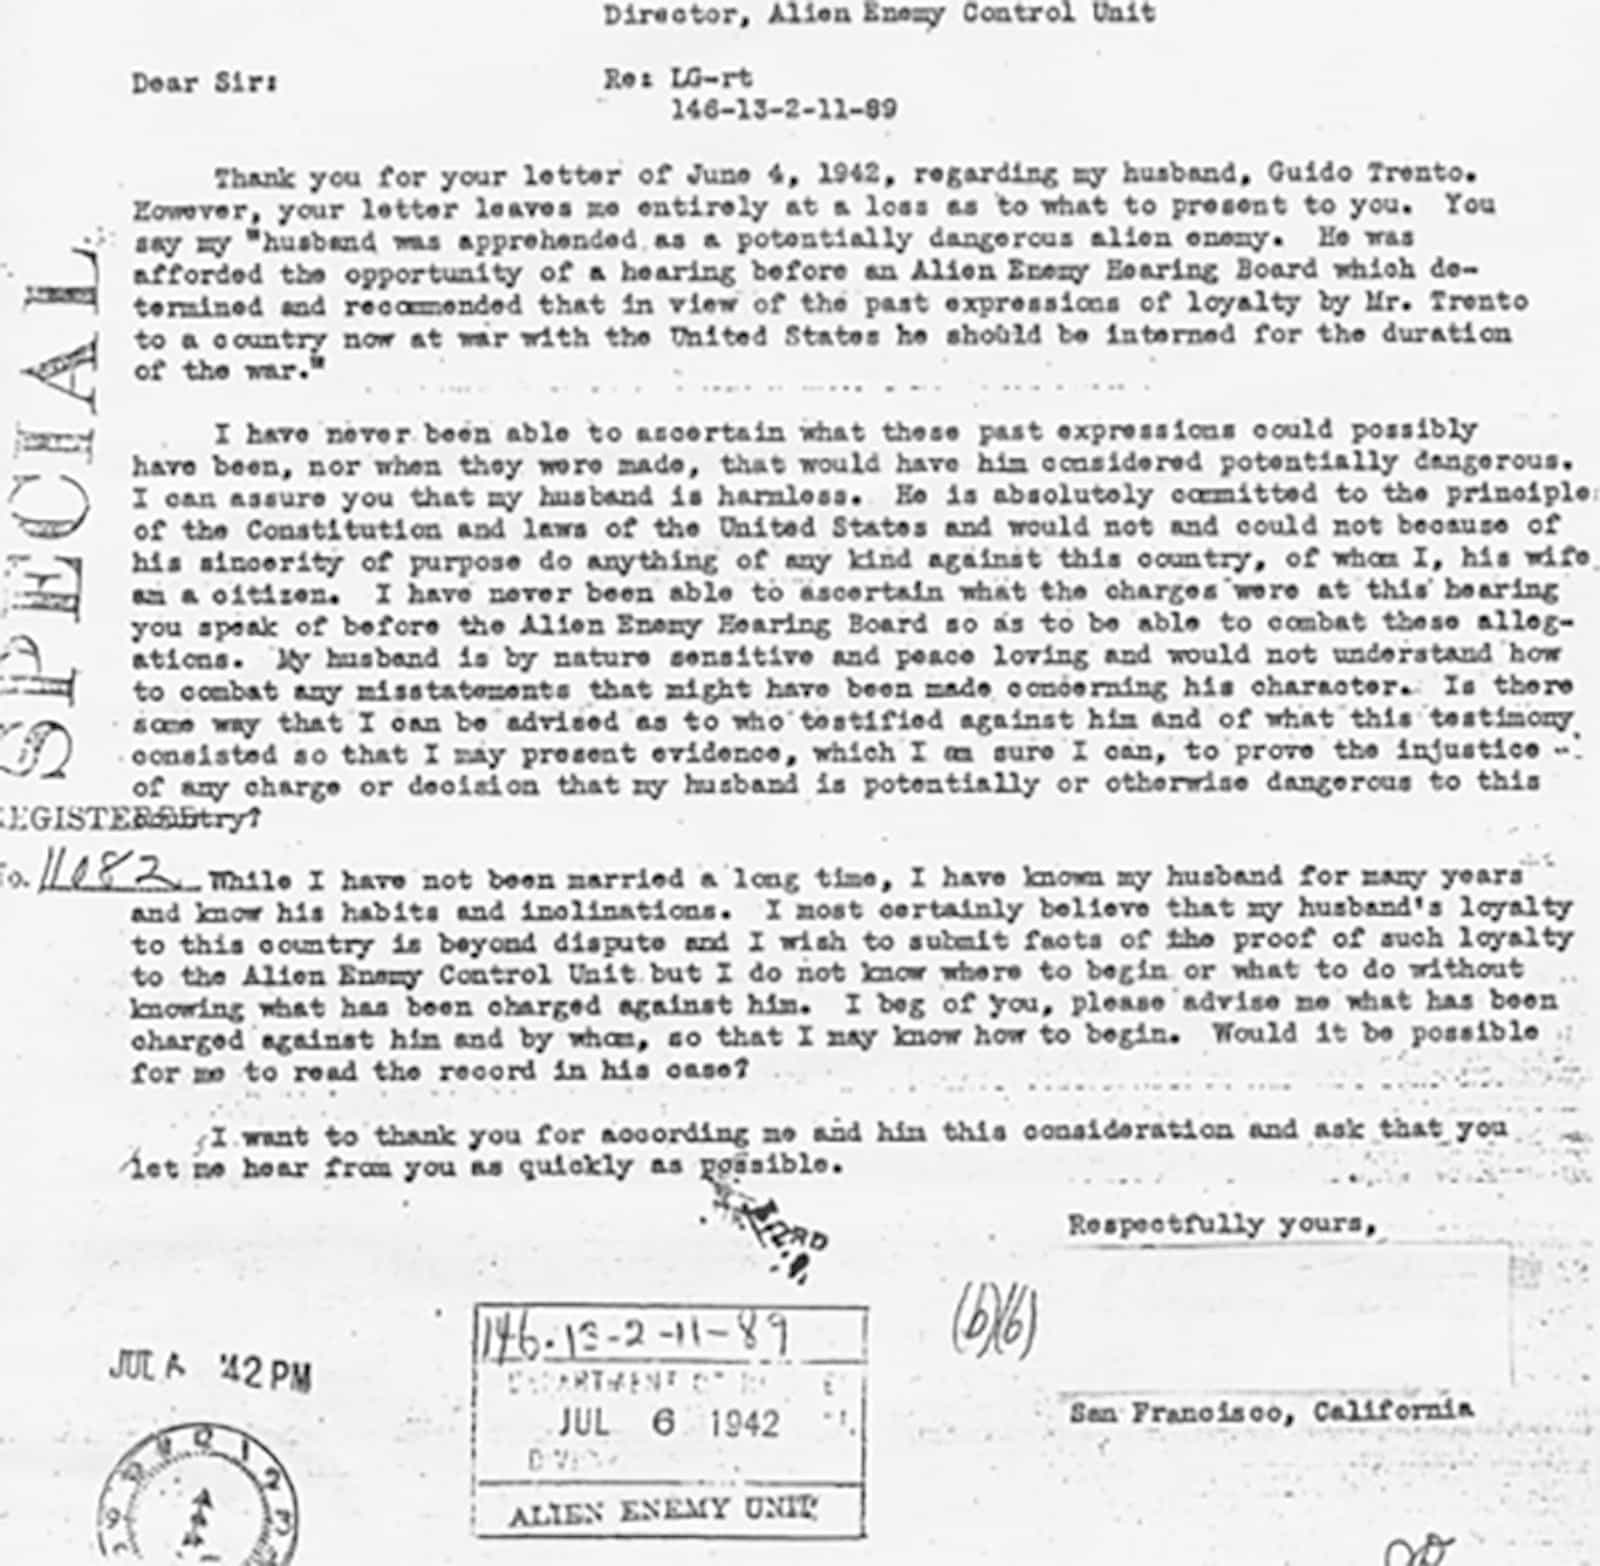 Director, Alien Enemy Control Unit
Dear Sir:
Re: LG-rt
146-13-2-11-89
Thank you for your letter of June 4, 1942, regarding my husband, Guido Trento.
However, your letter leaves me entirely at a loss as to what to present to you. You
say my "husband was apprehended as a potentially dangerous alien enemy. He was
afforded the opportunity of a hearing before an Alien Enemy Hearing Board which de-
termined and recommended that in view of the past expressions of loyalty by Mr. Trento
to a country now at war with the United States he should be interned for the duration
of the war."
I have never been able to ascertain what these past expressions could possibly
have been, nor when they were made, that would have him considered potentially dangerous.
I can assure you that my husband is harmless. He is absolutely committed to the principle
of the Constitution and laws of the United States and would not and could not because of
his sincerity of purpose do anything of any kind against this country, of whom I, his wife
am a citizen. I have never been able to ascertain what the charges were at this hearing
you speak of before the Alien Enemy Hearing Board so as to be able to combat these alleg-
ations. My husband is by nature sensitive and peace loving and would not understand how
to combat any misstatements that might have been made concerning his character. Is there
some way that I can be advised as to who testified against him and of what this testimony
consisted so that I may present evidence, which I am sure I can, to prove the injustice -
of any charge or decision that my husband is potentially or otherwise dangerous to this
country?
SPECIAL
EGISTERED
o. 11082
While I have not been married a long time, I have known my husband for many years
and know his habits and inclinations. I most certainly believe that my husband's loyalty
to this country is beyond dispute and I wish to submit facts of the proof of such loyalty
to the Alien Enemy Control Unit but I do not know where to begin or what to do without
knowing what has been charged against him. I beg of you, please advise me what has been
charged against him and by whom, so that I may know how to begin. Would it be possible
for me to read the record in his case?
I want to thank you for according me and him this consideration and ask that you
let me hear from you as quickly as possible.
Respectfully yours,
(b)(6)
San Francisco, California
JUL '42 PM
146-13-2-11-89
DEPARTMENT OF
JUL 6 1942
ALIEN ENEMY UNIT